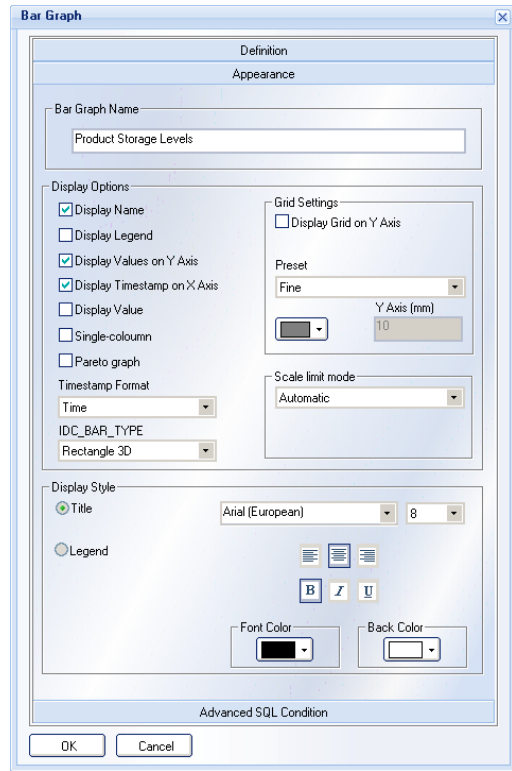 Bar Graph
Definition
Appearance
Bar Graph Name
Product Storage Levels
Display Options
Display Name
Display Legend
Display Values on Y Axis
Display Timestamp on X Axis
Display Value
Single-coloumn
Pareto graph
Timestamp Format
Time
IDC_BAR_TYPE
Rectangle 3D
Grid Settings
Display Grid on Y Axis
Preset
Fine
Y Axis (mm)
10
Scale limit mode
Automatic
Display Style
Title
Arial (European)
8
Legend
B I U
Font Color
Back Color
Advanced SQL Condition
OK
Cancel